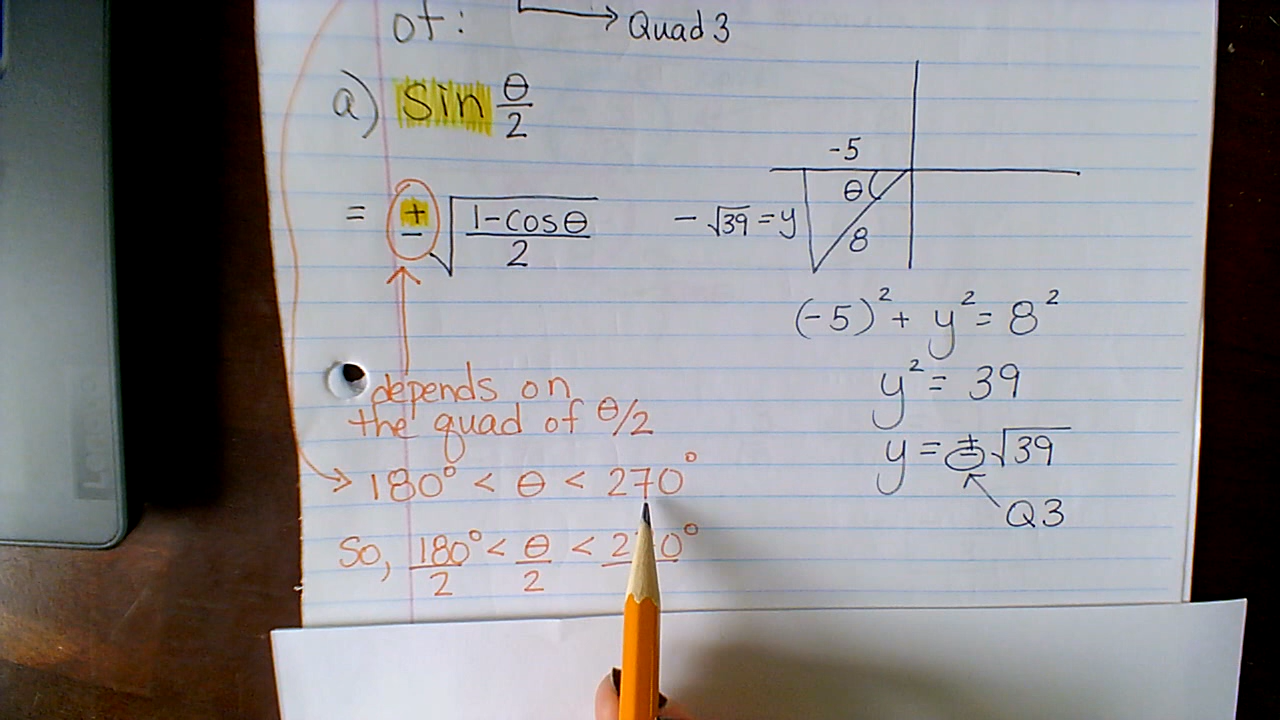 of: → Quad 3
a) sin θ/2
= ± √((1-cosθ)/2)
depends on
the quad of θ/2
→ 180° < θ < 270°
So, 180°/2 < θ/2 <
-5
θ
- √39 = y
8
(-5)² + y² = 8²
y² = 39
y = ± √39
Q3